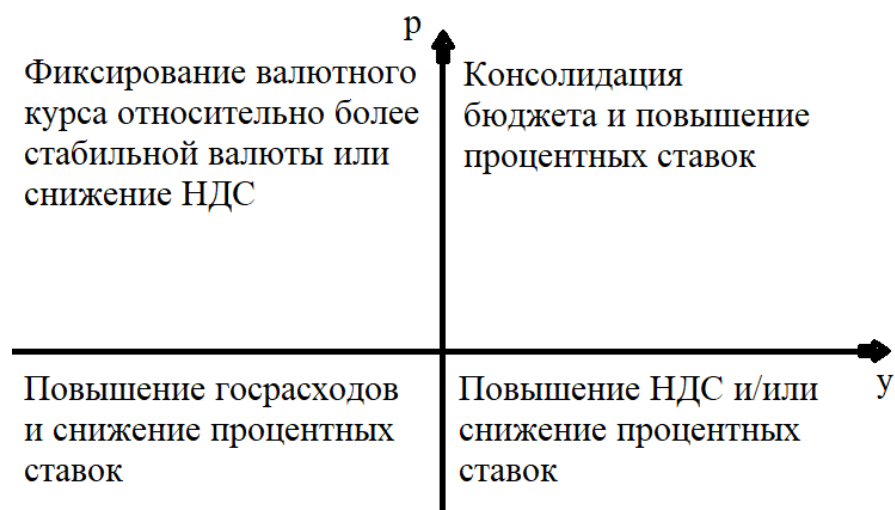 p
Фиксирование валютного
курса относительно более
стабильной валюты или
снижение НДС
Консолидация
бюджета и повышение
процентных ставок
Повышение госрасходов
и снижение процентных
ставок
Повышение НДС и/или
снижение процентных
ставок
y